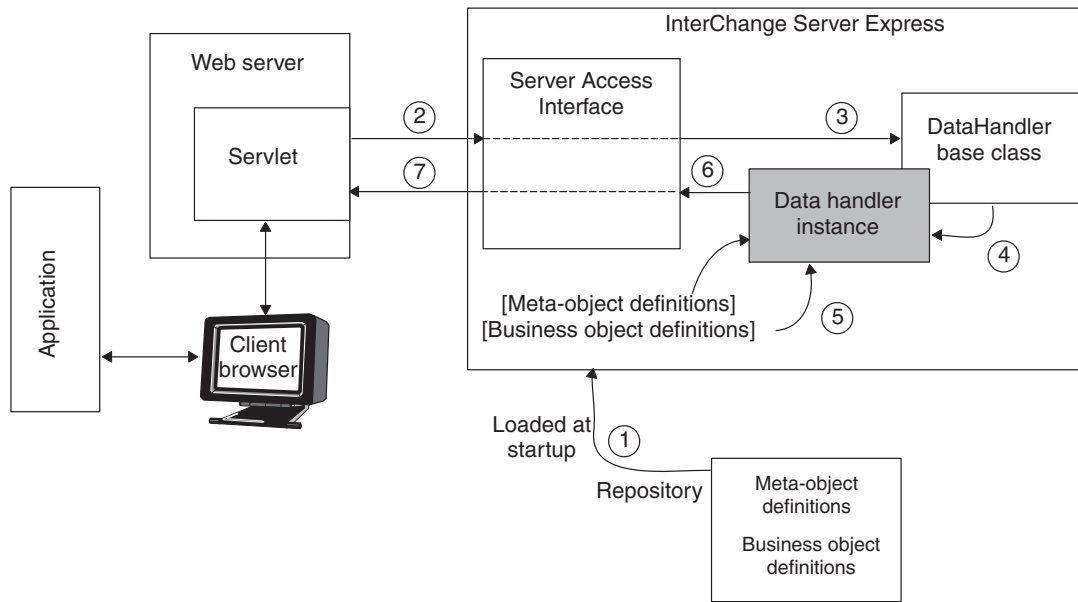 InterChange Server Express
Web server
Server Access
Interface
2
3
DataHandler
base class
Servlet
7
6
Data handler
instance
4
[Meta-object definitions]
[Business object definitions]
5
Application
Client
browser
Loaded at
startup
1
Repository
Meta-object
definitions
Business object
definitions